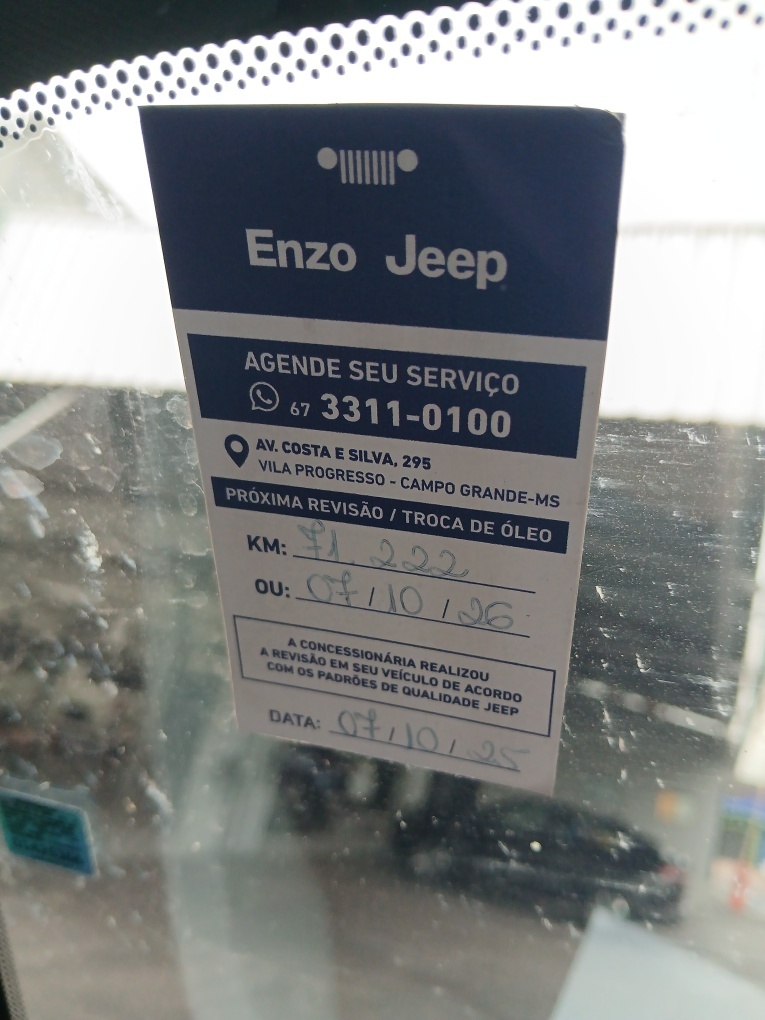 Enzo Jeep
AGENDE SEU SERVIÇO
67 3311-0100
AV. COSTA E SILVA, 295
VILA PROGRESSO - CAMPO GRANDE-MS
PRÓXIMA REVISÃO / TROCA DE ÓLEO
KM: 71.222
OU: 07/10/26
A CONCESSIONÁRIA REALIZOU
A REVISÃO EM SEU VEÍCULO DE ACORDO
COM OS PADRÕES DE QUALIDADE JEEP
DATA: 07/10/25